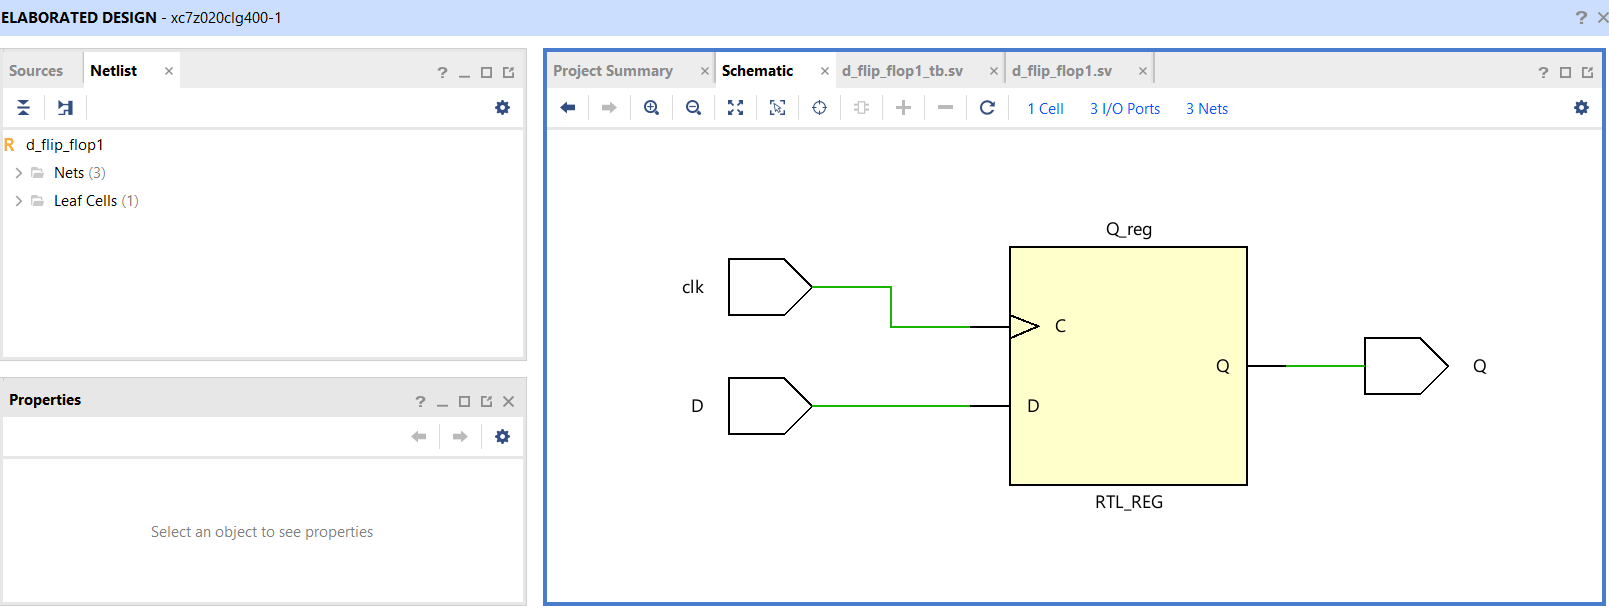 ELABORATED DESIGN - xc7z020clg400-1
Sources Netlist
d_flip_flop1
Nets (3)
Leaf Cells (1)
Properties
Select an object to see properties
Project Summary Schematic d_flip_flop1_tb.sv d_flip_flop1.sv
1 Cell 3 I/O Ports 3 Nets
Q_reg
clk
C
Q
Q
D
D
RTL_REG